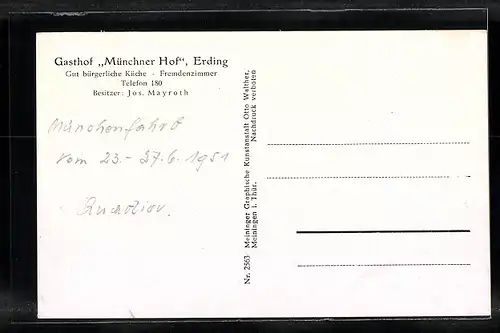 Gasthof „Münchner Hof“, Erding
Gut bürgerliche Küche - Fremdenzimmer
Telefon 180
Besitzer: Jos. Mayroth
Münchenfahrt
vom 23.-27.6.1951
Nr. 2563 Meininger Graphische Kunstanstalt Otto Walther,
Meiningen i. Thür. Nachdruck verboten